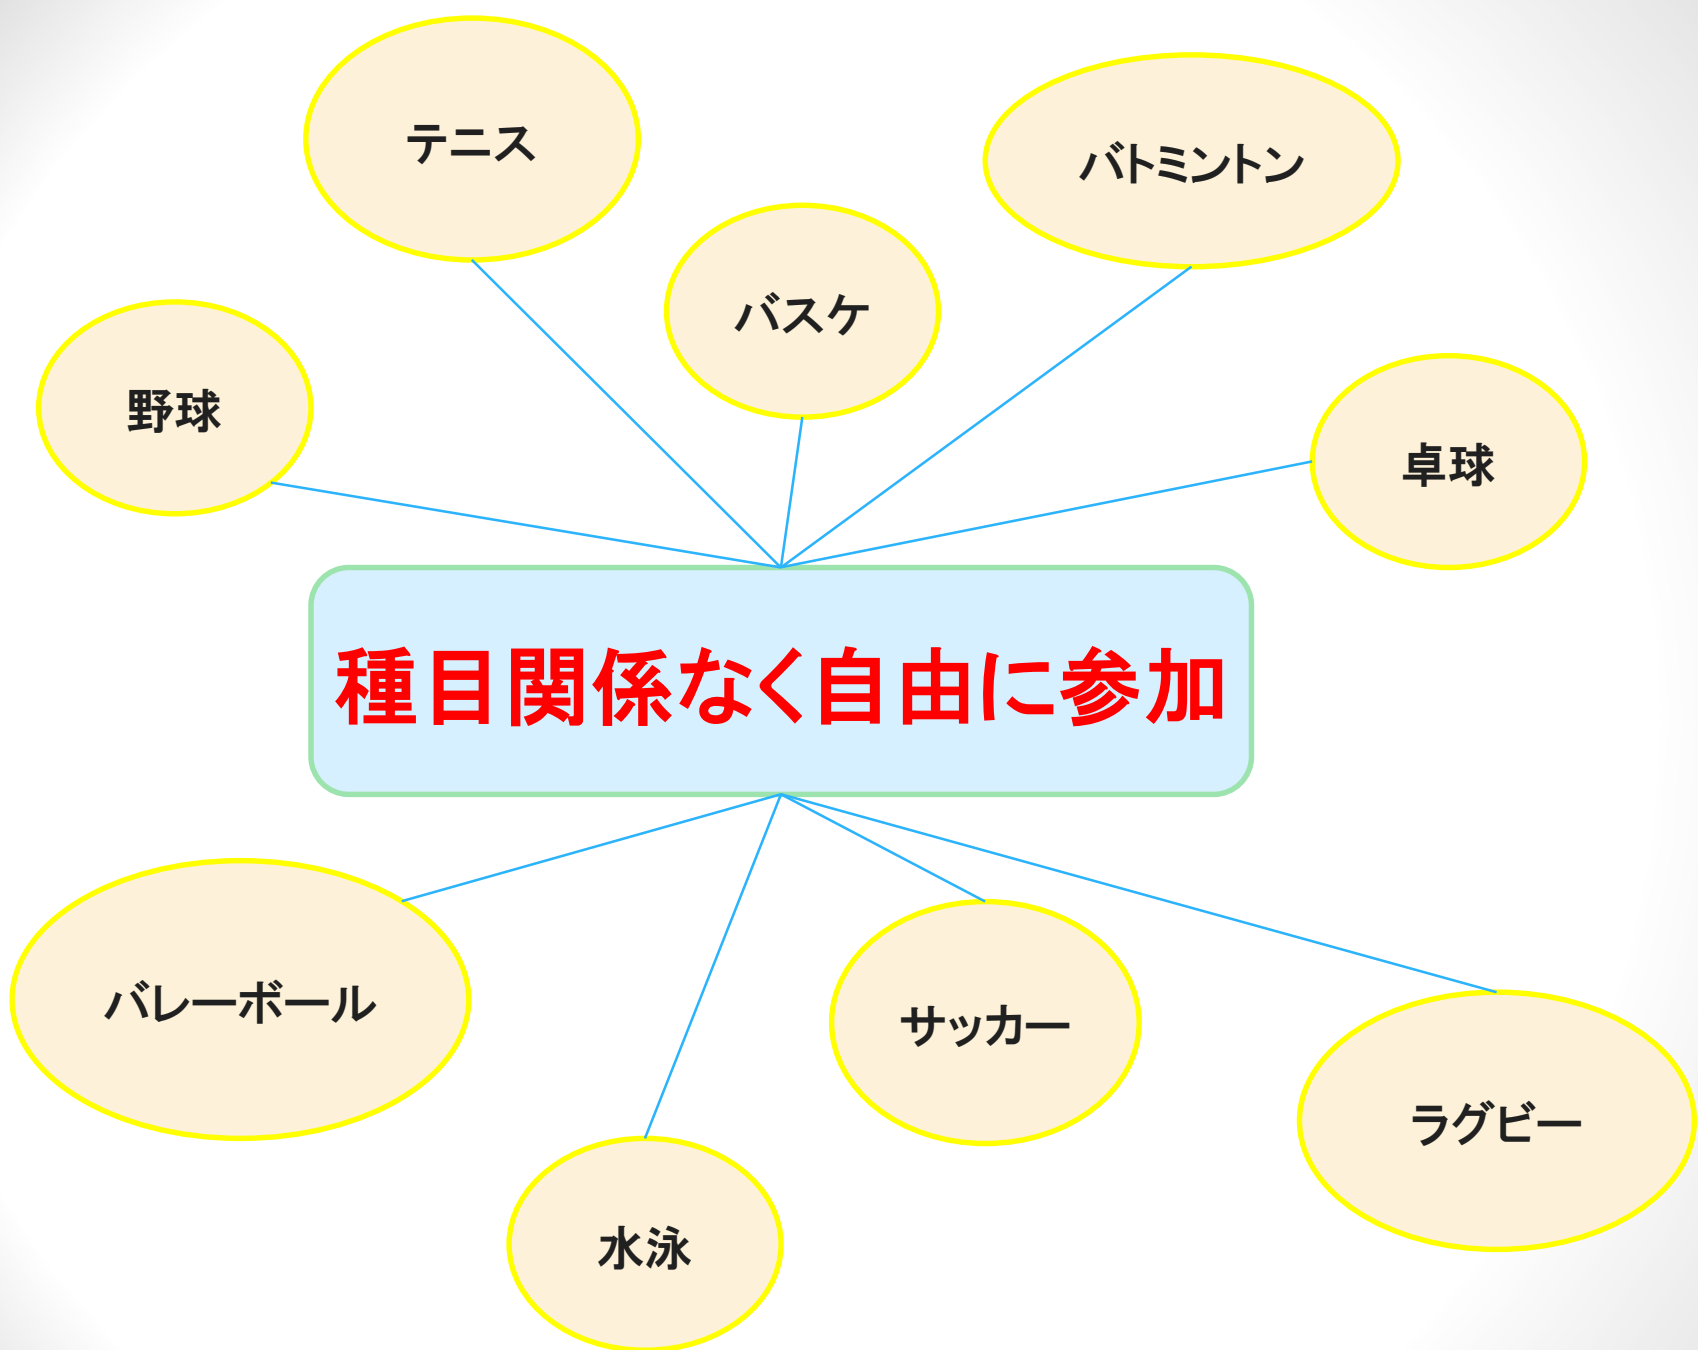 テニス
バトミントン
バスケ
野球
卓球
種目関係なく自由に参加
バレーボール
サッカー
ラグビー
水泳